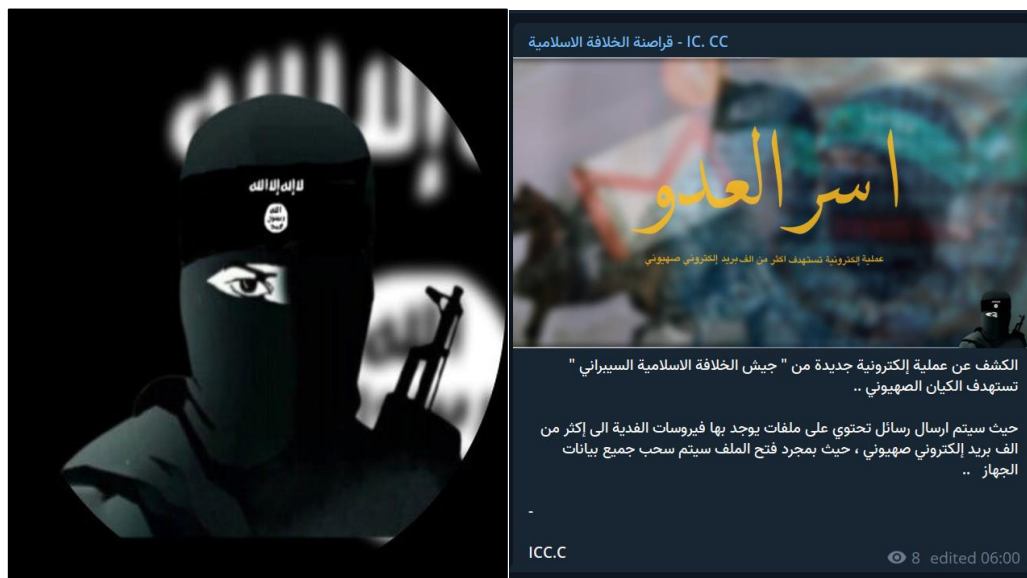 لا إله إلا الله
الله
رسول
محمد
IC. CC - قراصنة الخلافة الاسلامية
اسر العدو
عملية إلكترونية تستهدف اكثر من الف بريد إلكتروني صهيوني
الكشف عن عملية إلكترونية جديدة من " جيش الخلافة الاسلامية السيبراني "
تستهدف الكيان الصهيوني ..
حيث سيتم ارسال رسائل تحتوي على ملفات يوجد بها فيروسات الفدية الى إكثر من
الف بريد إلكتروني صهيوني ، حيث بمجرد فتح الملف سيتم سحب جميع بيانات
الجهاز ..
-
ICC.C
8 edited 06:00